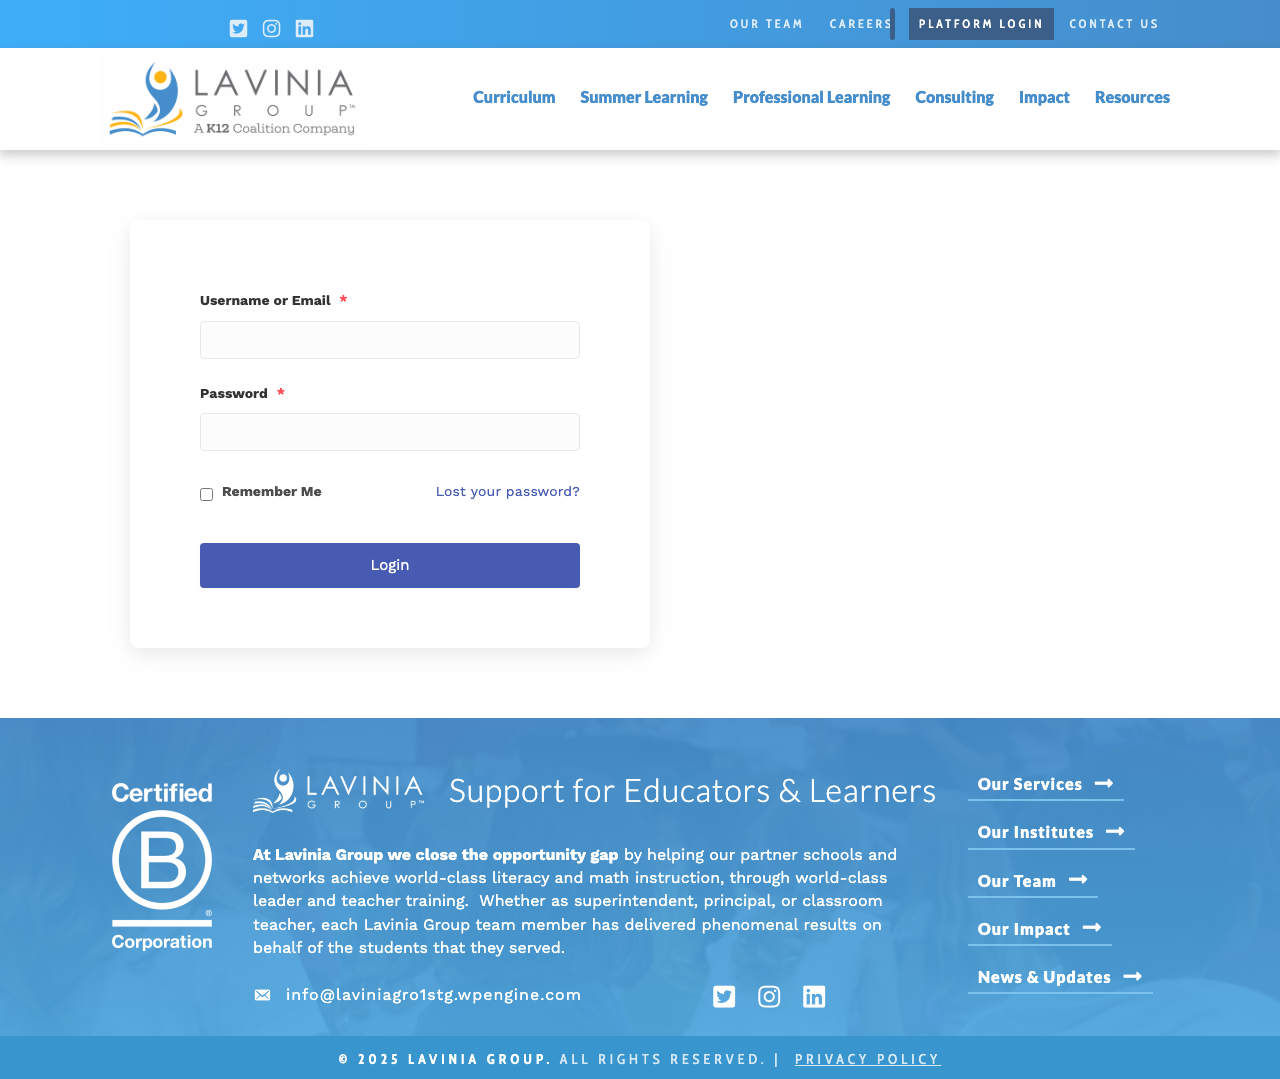 OUR TEAM
CAREERS
PLATFORM LOGIN
CONTACT US
LAVINIA
GROUP™
A K12 Coalition Company
Curriculum
Summer Learning
Professional Learning
Consulting
Impact
Resources
Username or Email *
Password *
Remember Me
Lost your password?
Login
Certified
B
®
Corporation
LAVINIA
GROUP™
Support for Educators & Learners
At Lavinia Group we close the opportunity gap by helping our partner schools and
networks achieve world-class literacy and math instruction, through world-class
leader and teacher training.  Whether as superintendent, principal, or classroom
teacher, each Lavinia Group team member has delivered phenomenal results on
behalf of the students that they served.
info@laviniagro1stg.wpengine.com
Our Services
Our Institutes
Our Team
Our Impact
News & Updates
© 2025 LAVINIA GROUP. ALL RIGHTS RESERVED. | PRIVACY POLICY